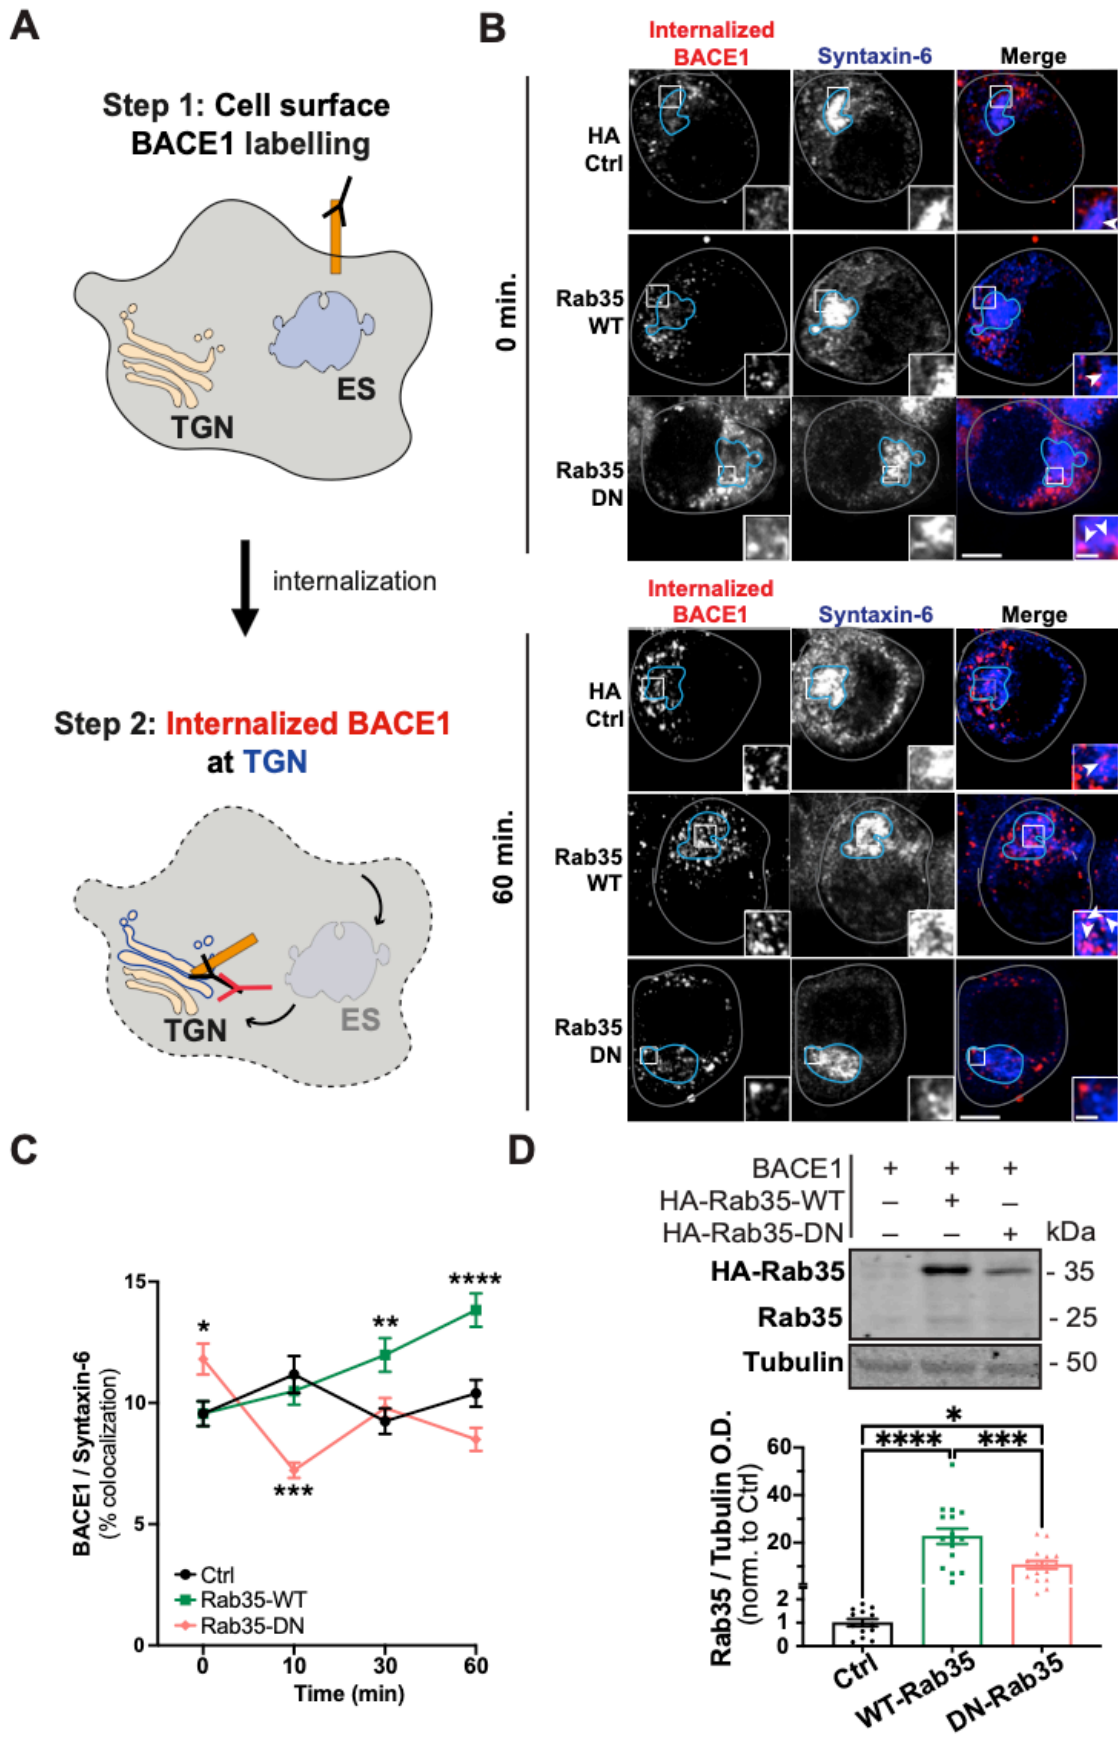 A
Step 1: Cell surface
BACE1 labelling
TGN
ES
internalization
Step 2: Internalized BACE1
at TGN
TGN
ES
B
0 min.
Internalized
BACE1
Syntaxin-6
Merge
HA
Ctrl
Rab35
WT
Rab35
DN
60 min.
Internalized
BACE1
Syntaxin-6
Merge
HA
Ctrl
Rab35
WT
Rab35
DN
C
BACE1 / Syntaxin-6
(% colocalization)
15
10
5
0
*
***
**
****
Ctrl
Rab35-WT
Rab35-DN
0 10 30 60
Time (min)
D
BACE1 + + +
HA-Rab35-WT – + –
HA-Rab35-DN – – + kDa
HA-Rab35 - 35
Rab35 - 25
Tubulin - 50
Rab35 / Tubulin O.D.
(norm. to Ctrl)
*
**** ***
60
40
20
2
1
0
Ctrl WT-Rab35 DN-Rab35